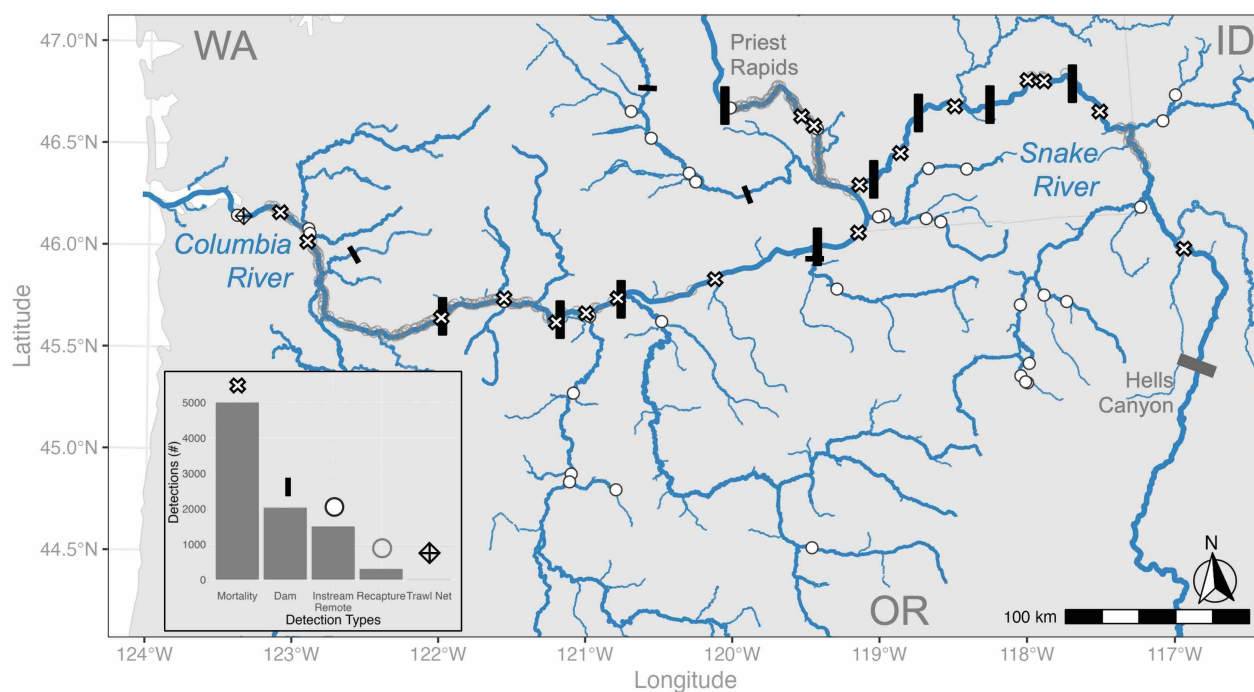 WA
Priest
Rapids
ID
Snake
River
Columbia
River
Hells
Canyon
OR
N
100 km
47.0°N
46.5°N
46.0°N
45.5°N
45.0°N
44.5°N
Latitude
124°W
123°W
122°W
121°W
120°W
119°W
118°W
117°W
Longitude
5000
4000
3000
2000
1000
0
Detections (#)
Mortality
Dam
Instream
Remote
Recapture
Trawl Net
Detection Types